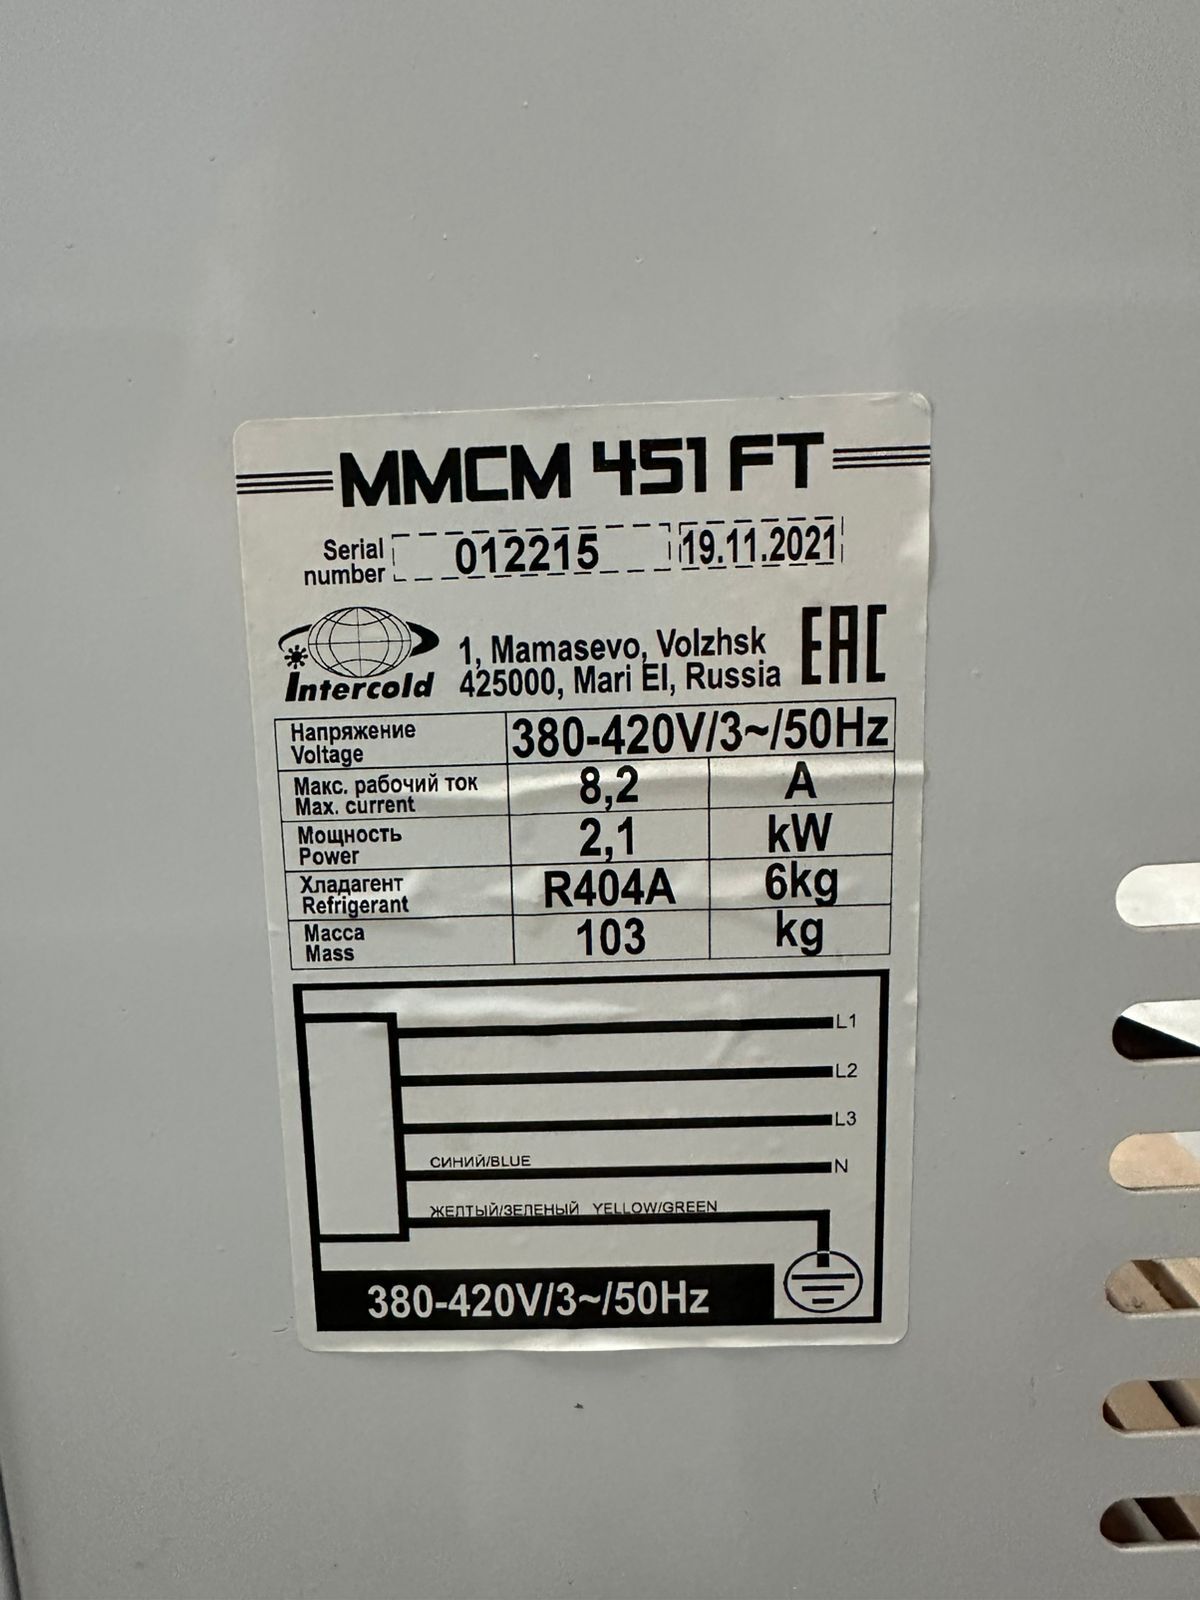 MMCM 451 FT
Serial number 012215 19.11.2021
Intercold
1, Mamasevo, Volzhsk
425000, Mari El, Russia
EAC
Напряжение Voltage 380-420V/3~/50Hz
Макс. рабочий ток Max. current 8,2 A
Мощность Power 2,1 kW
Хладагент Refrigerant R404A 6kg
Масса Mass 103 kg
L1
L2
L3
СИНИЙ/BLUE N
ЖЕЛТЫЙ/ЗЕЛЕНЫЙ YELLOW/GREEN
380-420V/3~/50Hz